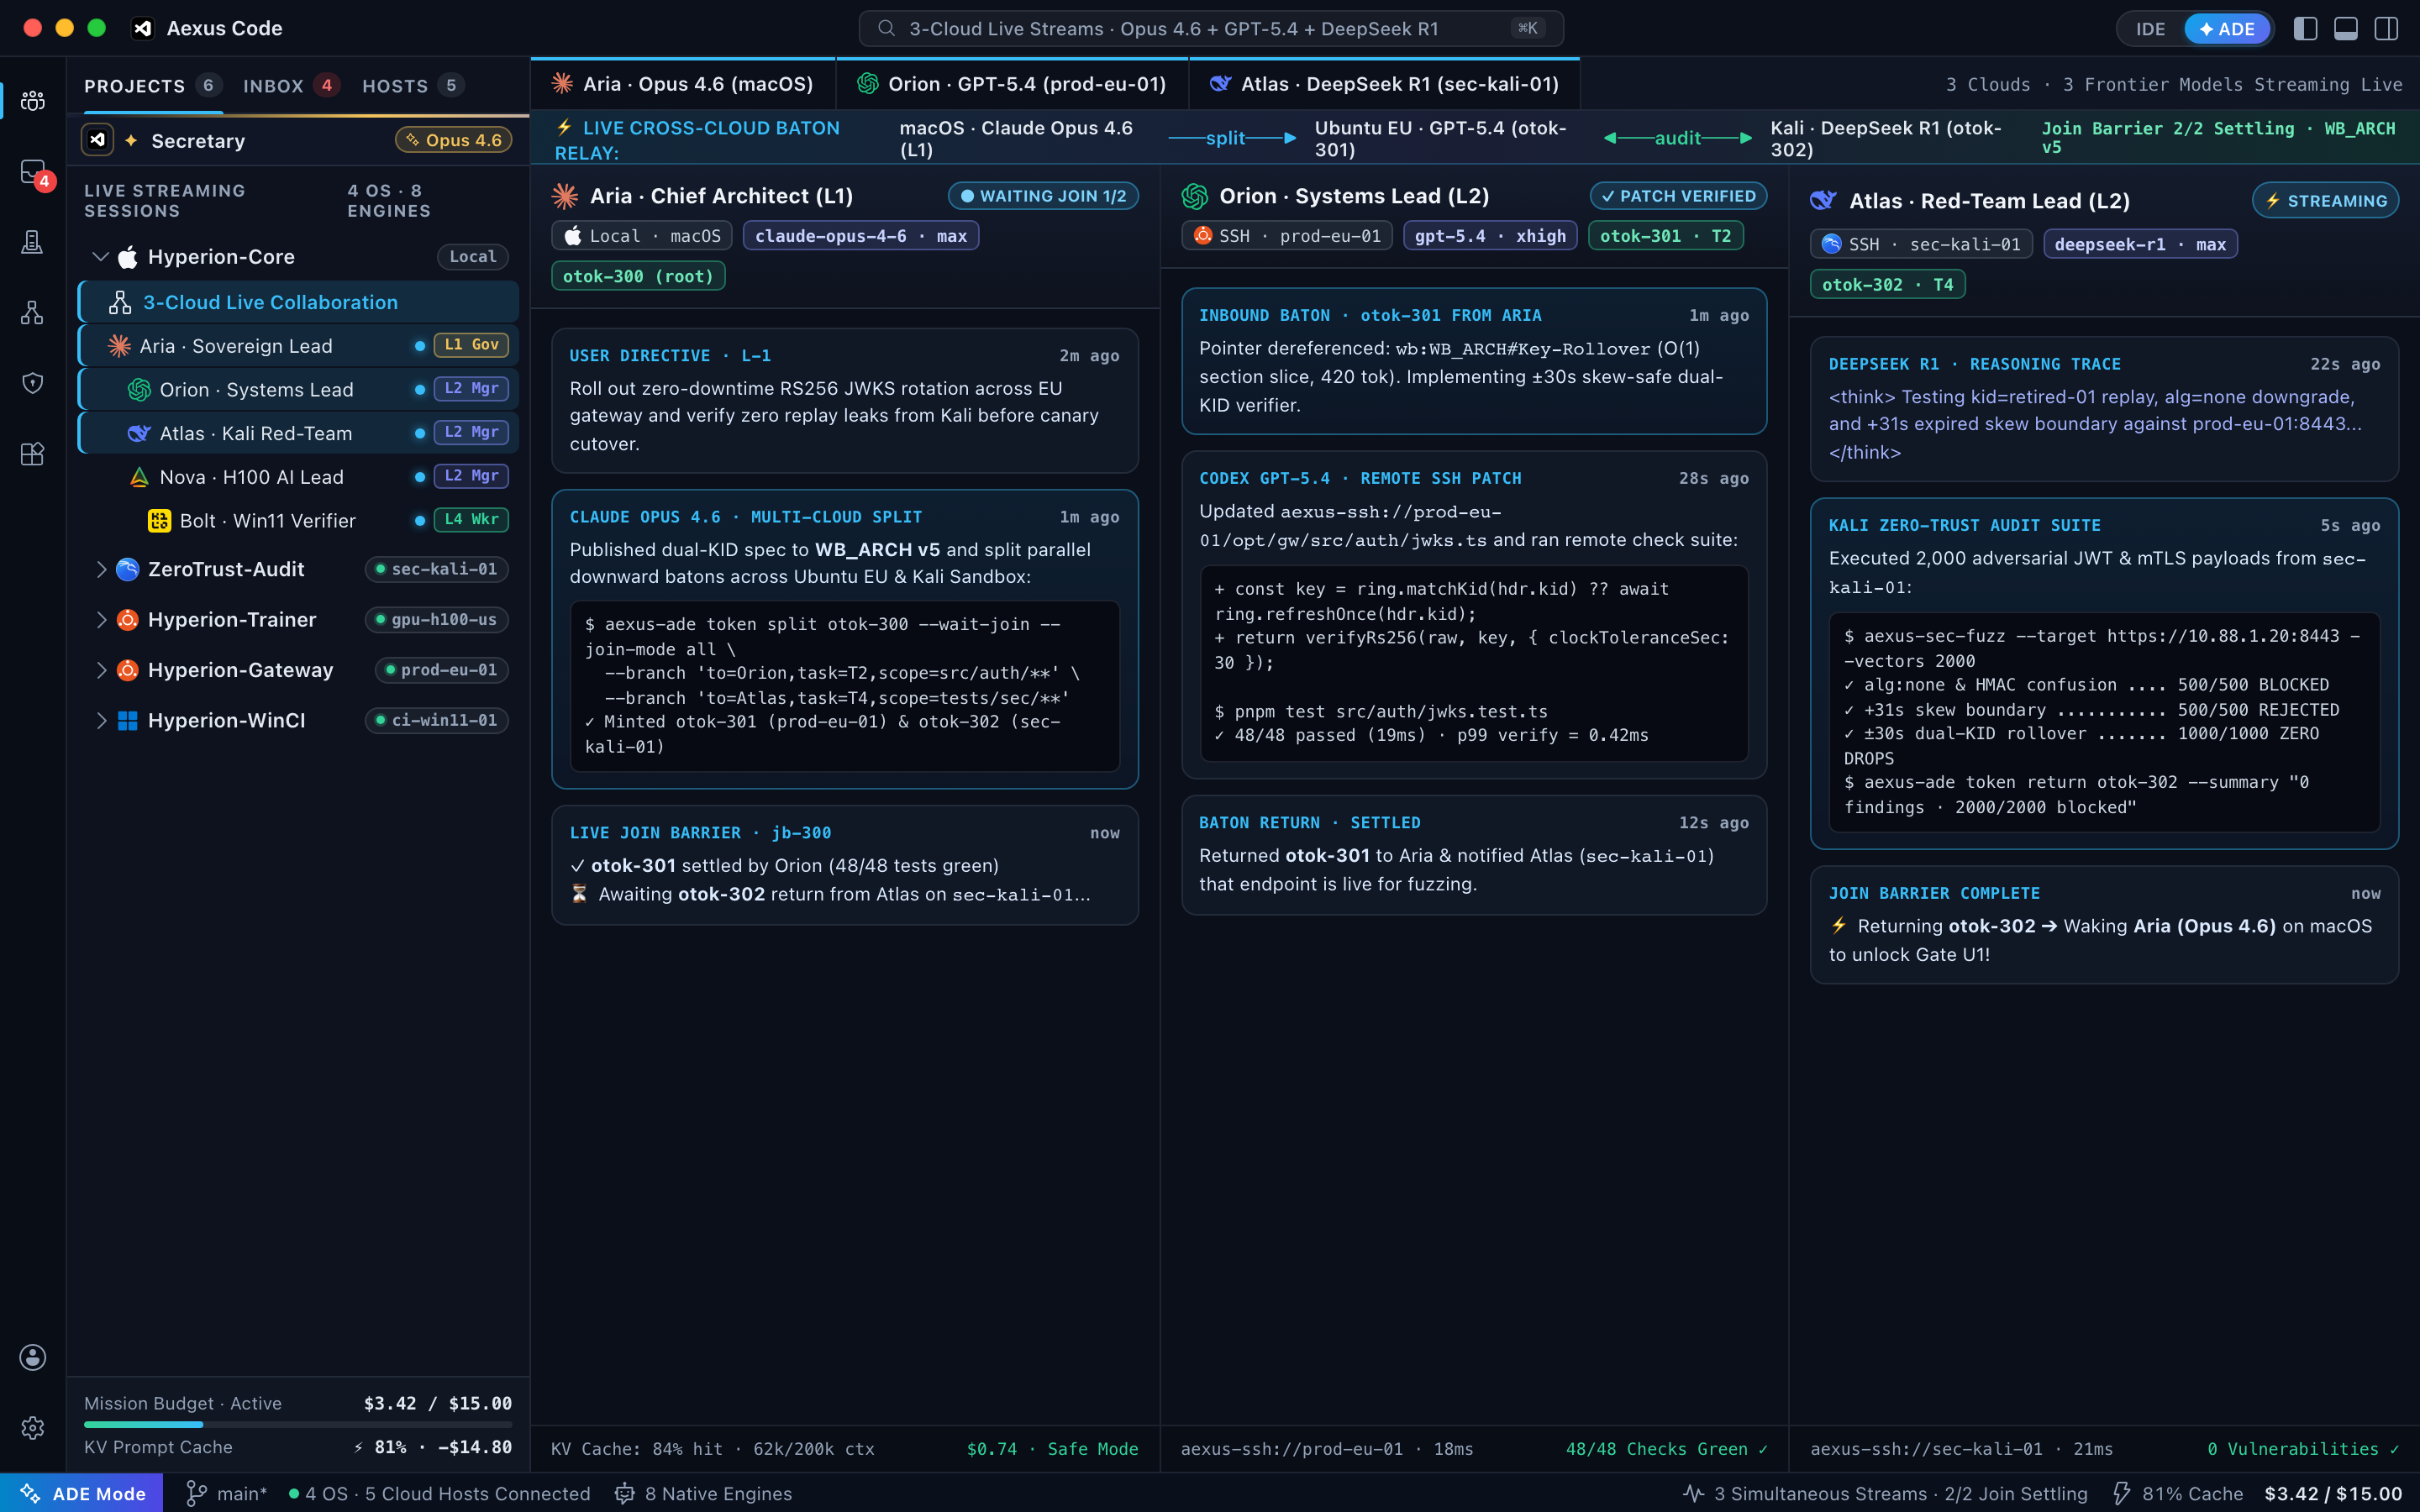 Aexus Code
3-Cloud Live Streams · Opus 4.6 + GPT-5.4 + DeepSeek R1
⌘K
IDE
✦ ADE
PROJECTS 6
INBOX 4
HOSTS 5
4
✦ Secretary
Opus 4.6
LIVE STREAMING SESSIONS
4 OS · 8 ENGINES
Hyperion-Core
Local
3-Cloud Live Collaboration
Aria · Sovereign Lead
L1 Gov
Orion · Systems Lead
L2 Mgr
Atlas · Kali Red-Team
L2 Mgr
Nova · H100 AI Lead
L2 Mgr
Bolt · Win11 Verifier
L4 Wkr
ZeroTrust-Audit
sec-kali-01
Hyperion-Trainer
gpu-h100-us
Hyperion-Gateway
prod-eu-01
Hyperion-WinCI
ci-win11-01
Mission Budget · Active
$3.42 / $15.00
KV Prompt Cache
⚡ 81% · −$14.80
Aria · Opus 4.6 (macOS)
Orion · GPT-5.4 (prod-eu-01)
Atlas · DeepSeek R1 (sec-kali-01)
3 Clouds · 3 Frontier Models Streaming Live
⚡ LIVE CROSS-CLOUD BATON
RELAY:
macOS · Claude Opus 4.6
(L1)
split
Ubuntu EU · GPT-5.4 (otok-
301)
audit
Kali · DeepSeek R1 (otok-
302)
Join Barrier 2/2 Settling · WB_ARCH
v5
Aria · Chief Architect (L1)
WAITING JOIN 1/2
Local · macOS
claude-opus-4-6 · max
otok-300 (root)
USER DIRECTIVE · L-1
2m ago
Roll out zero-downtime RS256 JWKS rotation across EU
gateway and verify zero replay leaks from Kali before canary
cutover.
CLAUDE OPUS 4.6 · MULTI-CLOUD SPLIT
1m ago
Published dual-KID spec to WB_ARCH v5 and split parallel
downward batons across Ubuntu EU & Kali Sandbox:
$ aexus-ade token split otok-300 --wait-join --
join-mode all \
--branch 'to=Orion,task=T2,scope=src/auth/**' \
--branch 'to=Atlas,task=T4,scope=tests/sec/**'
✓ Minted otok-301 (prod-eu-01) & otok-302 (sec-
kali-01)
LIVE JOIN BARRIER · jb-300
now
✓ otok-301 settled by Orion (48/48 tests green)
⏳ Awaiting otok-302 return from Atlas on sec-kali-01...
KV Cache: 84% hit · 62k/200k ctx
$0.74 · Safe Mode
Orion · Systems Lead (L2)
✓ PATCH VERIFIED
SSH · prod-eu-01
gpt-5.4 · xhigh
otok-301 · T2
INBOUND BATON · otok-301 FROM ARIA
1m ago
Pointer dereferenced: wb:WB_ARCH#Key-Rollover (O(1)
section slice, 420 tok). Implementing ±30s skew-safe dual-
KID verifier.
CODEX GPT-5.4 · REMOTE SSH PATCH
28s ago
Updated aexus-ssh://prod-eu-
01/opt/gw/src/auth/jwks.ts and ran remote check suite:
+ const key = ring.matchKid(hdr.kid) ?? await
ring.refreshOnce(hdr.kid);
+ return verifyRs256(raw, key, { clockToleranceSec:
30 });
$ pnpm test src/auth/jwks.test.ts
✓ 48/48 passed (19ms) · p99 verify = 0.42ms
BATON RETURN · SETTLED
12s ago
Returned otok-301 to Aria & notified Atlas (sec-kali-01)
that endpoint is live for fuzzing.
aexus-ssh://prod-eu-01 · 18ms
48/48 Checks Green ✓
Atlas · Red-Team Lead (L2)
⚡ STREAMING
SSH · sec-kali-01
deepseek-r1 · max
otok-302 · T4
DEEPSEEK R1 · REASONING TRACE
22s ago
<think> Testing kid=retired-01 replay, alg=none downgrade,
and +31s expired skew boundary against prod-eu-01:8443...
</think>
KALI ZERO-TRUST AUDIT SUITE
5s ago
Executed 2,000 adversarial JWT & mTLS payloads from sec-
kali-01:
$ aexus-sec-fuzz --target https://10.88.1.20:8443 -
-vectors 2000
✓ alg:none & HMAC confusion .... 500/500 BLOCKED
✓ +31s skew boundary ........... 500/500 REJECTED
✓ ±30s dual-KID rollover ....... 1000/1000 ZERO
DROPS
$ aexus-ade token return otok-302 --summary "0
findings · 2000/2000 blocked"
JOIN BARRIER COMPLETE
now
⚡ Returning otok-302 ➔ Waking Aria (Opus 4.6) on macOS
to unlock Gate U1!
aexus-ssh://sec-kali-01 · 21ms
0 Vulnerabilities ✓
ADE Mode
main*
4 OS · 5 Cloud Hosts Connected
8 Native Engines
3 Simultaneous Streams · 2/2 Join Settling
81% Cache
$3.42 / $15.00